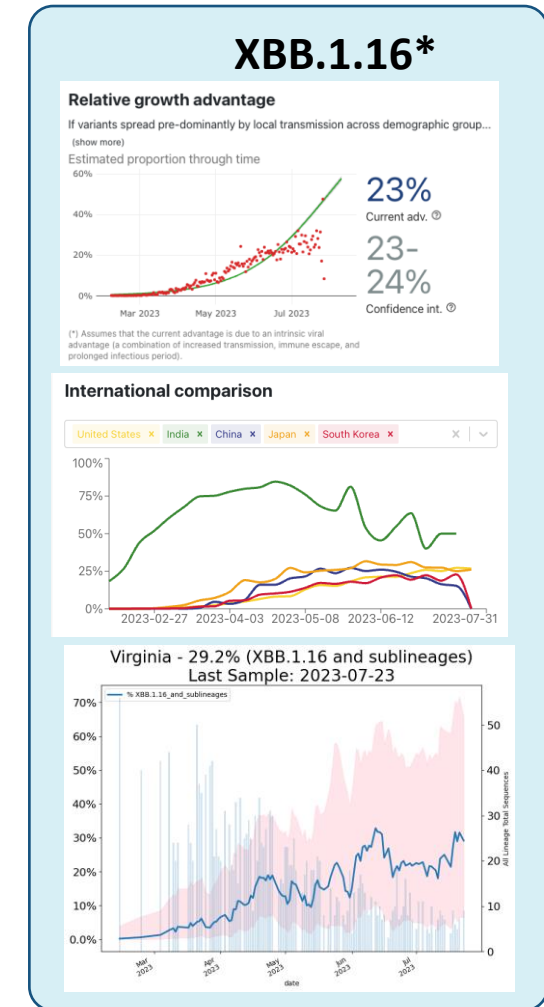 XBB.1.16*
Relative growth advantage
If variants spread pre-dominantly by local transmission across demographic group...
(show more)
Estimated proportion through time
60%
40%
20%
0%
Mar 2023 May 2023 Jul 2023
23%
Current adv. ?
23-
24%
Confidence int. ?
(*) Assumes that the current advantage is due to an intrinsic viral
advantage (a combination of increased transmission, immune escape, and
prolonged infectious period).
International comparison
United States × India × China × Japan × South Korea × ×
100%
75%
50%
25%
0%
2023-02-27 2023-04-03 2023-05-08 2023-06-12 2023-07-31
Virginia - 29.2% (XBB.1.16 and sublineages)
Last Sample: 2023-07-23
% XBB.1.16_and_sublineages
70%
60%
50%
40%
30%
20%
10%
0.0%
50
40
30
20
10
0
All Lineage Total Sequences
Mar 2023
Apr 2023
May 2023
Jun 2023
Jul 2023
date